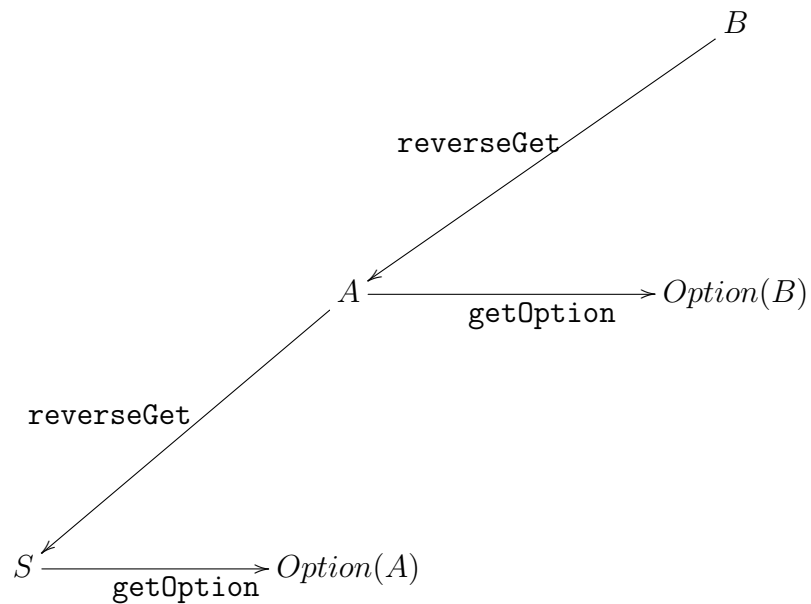 B
reverseGet
A
Option(B)
getOption
reverseGet
S
Option(A)
getOption